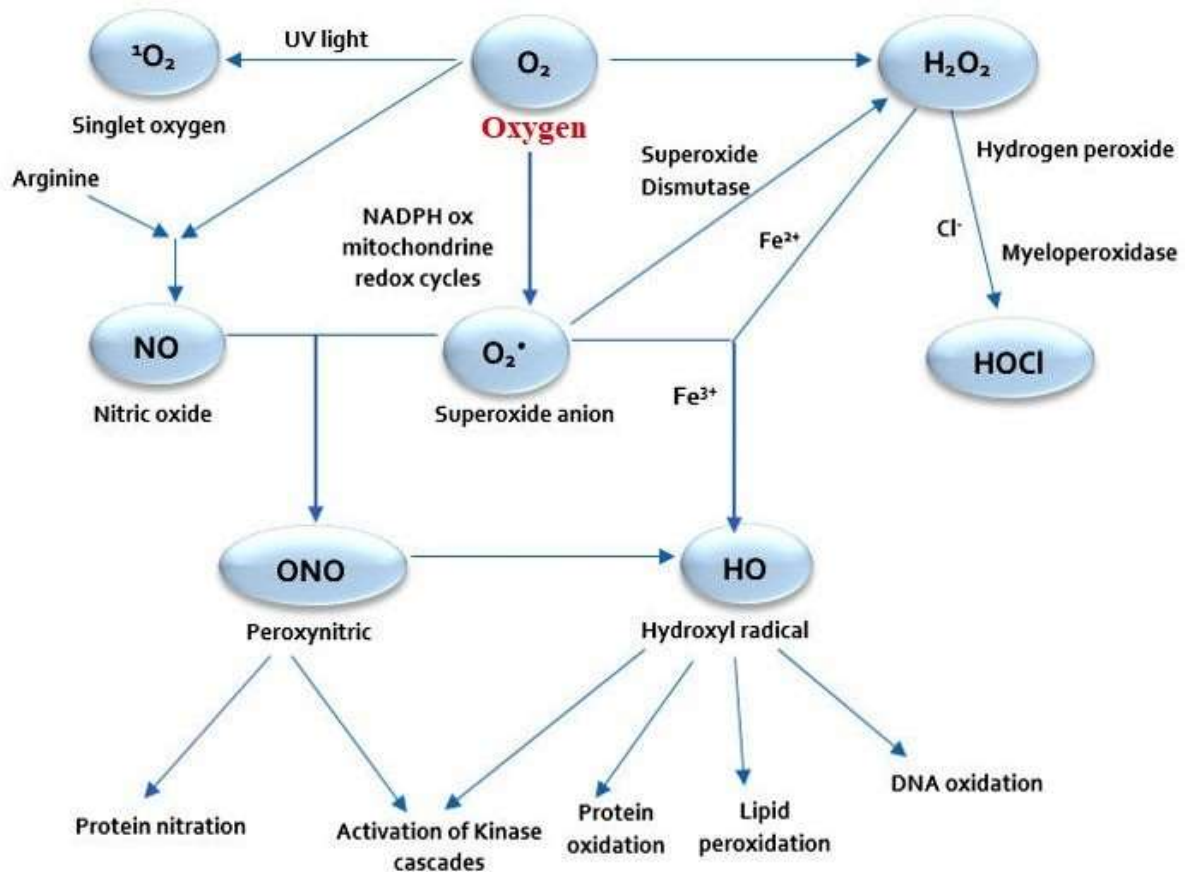 ¹O₂
UV light
O₂
H₂O₂
Singlet oxygen
Oxygen
Arginine
Superoxide
Dismutase
Hydrogen peroxide
NADPH ox
mitochondrine
redox cycles
Fe²⁺
Cl⁻
Myeloperoxidase
NO
O₂•
HOCl
Nitric oxide
Superoxide anion
Fe³⁺
ONO
HO
Peroxynitric
Hydroxyl radical
Protein nitration
Activation of Kinase
cascades
Protein
oxidation
Lipid
peroxidation
DNA oxidation